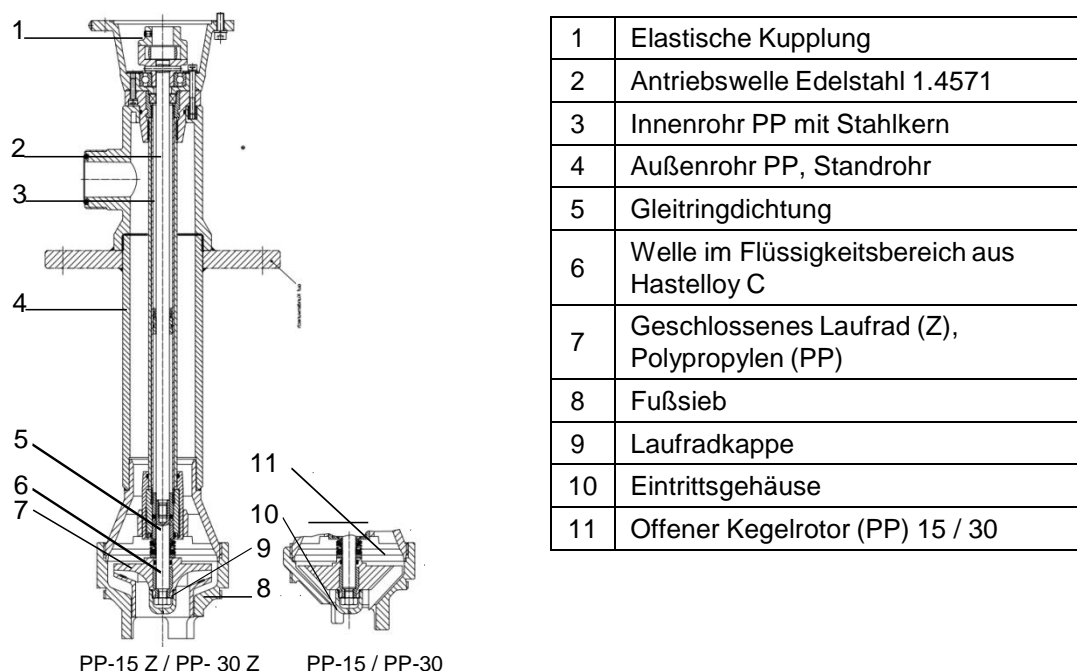 1
2
3
4
5
6
7
11
10
9
8
PP-15 Z / PP- 30 Z
PP-15 / PP-30
1 Elastische Kupplung
2 Antriebswelle Edelstahl 1.4571
3 Innenrohr PP mit Stahlkern
4 Außenrohr PP, Standrohr
5 Gleitringdichtung
6 Welle im Flüssigkeitsbereich aus
Hastelloy C
7 Geschlossenes Laufrad (Z),
Polypropylen (PP)
8 Fußsieb
9 Laufradkappe
10 Eintrittsgehäuse
11 Offener Kegelrotor (PP) 15 / 30